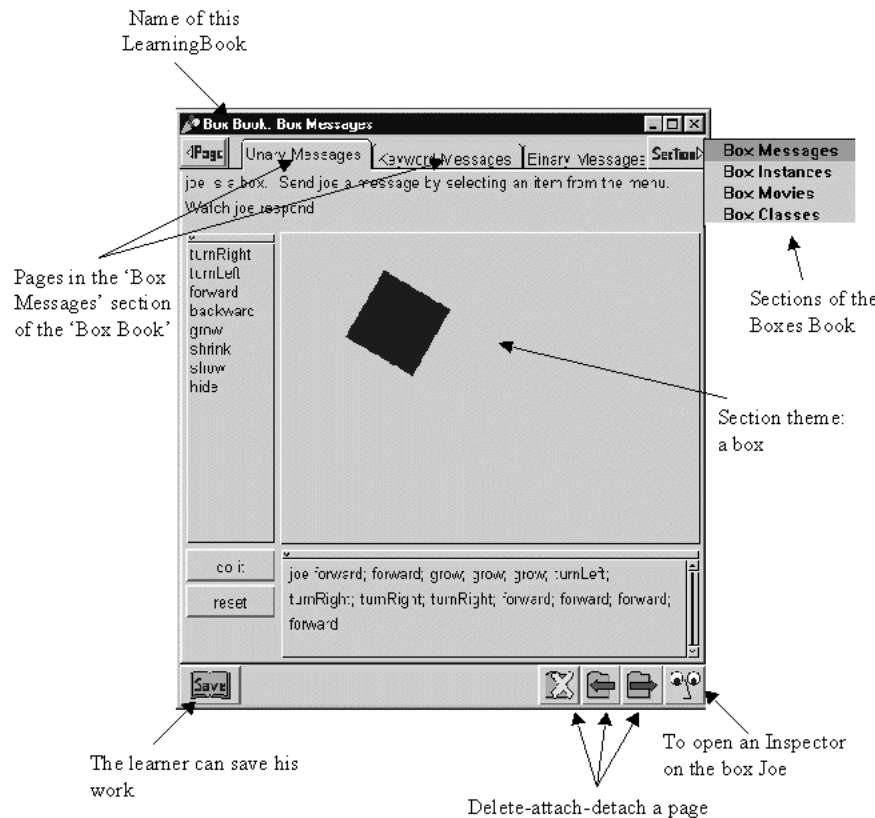 Name of this
LearningBook
Box Book. Box Messages
Page
Unary Messages
Keyword Messages
Binary Messages
Section
Box Messages
Box Instances
Box Movies
Box Classes
joe is a box. Send joe a message by selecting an item from the menu.
Watch joe respond
turnRight
turnLeft
forward
backward
grow
shrink
show
hide
Pages in the ‘Box
Messages’ section
of the ‘Box Book’
Sections of the
Boxes Book
Section theme:
a box
do it
reset
joe forward; forward; grow; grow; grow; turnLeft;
turnRight; turnRight; turnRight; forward; forward; forward;
forward
Save
The learner can save his
work
To open an Inspector
on the box Joe
Delete-attach-detach a page